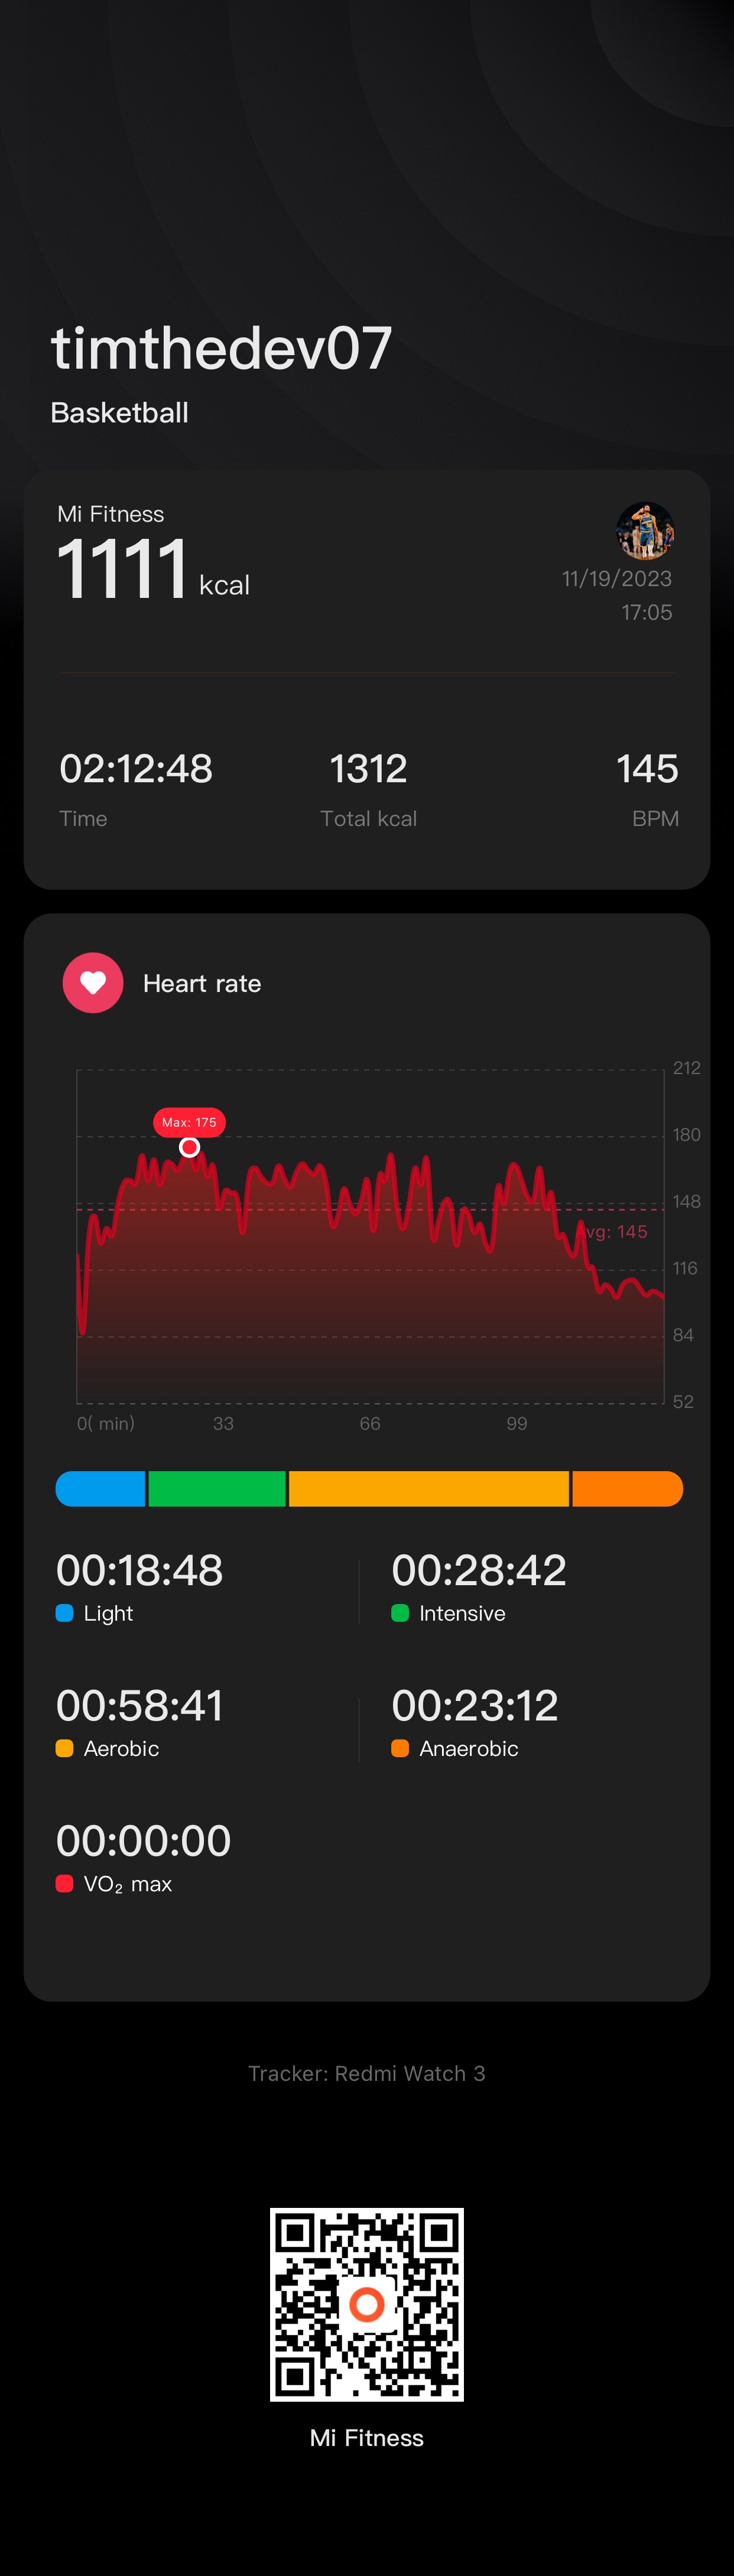 timthedev07
Basketball
Mi Fitness
1111 kcal
11/19/2023
17:05
02:12:48 1312 145
Time Total kcal BPM
Heart rate
212
Max: 175
180
148
vg: 145
116
84
52
0( min) 33 66 99
00:18:48 00:28:42
Light Intensive
00:58:41 00:23:12
Aerobic Anaerobic
00:00:00
VO₂ max
Tracker: Redmi Watch 3
Mi Fitness